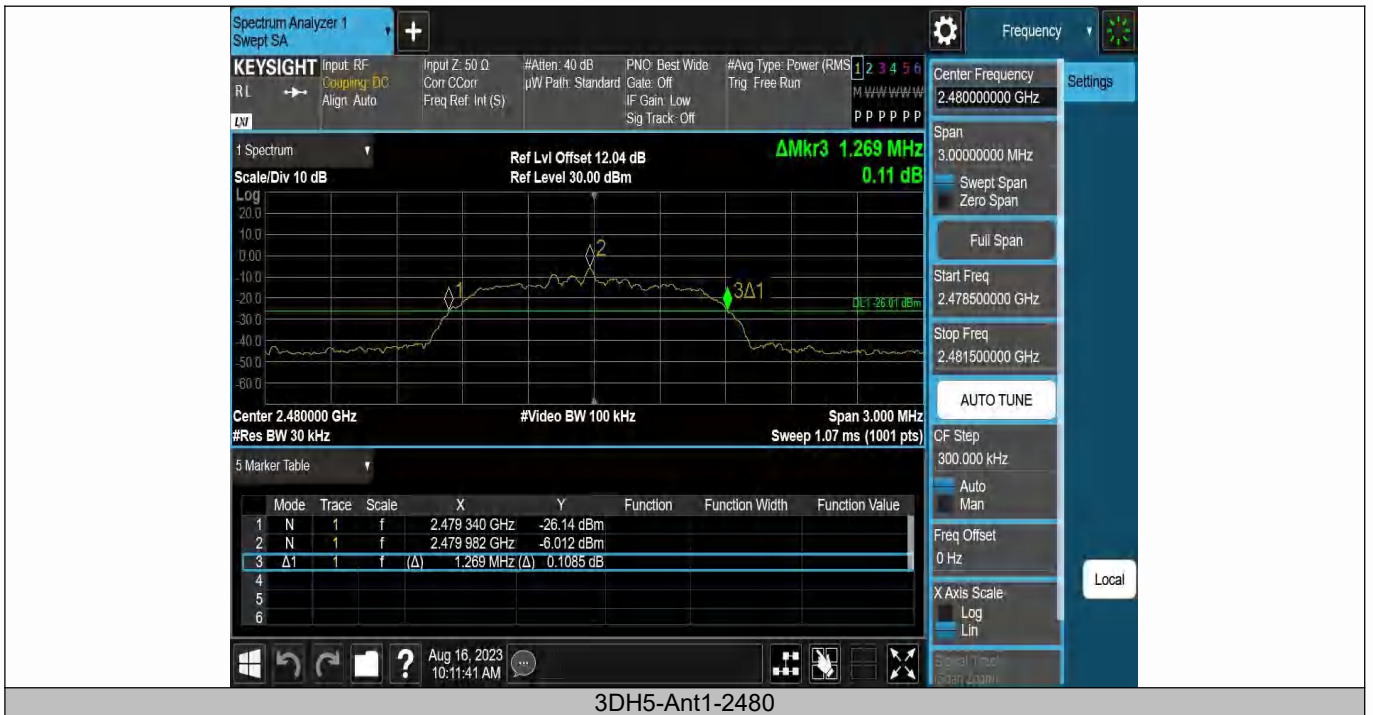 Spectrum Analyzer 1
Swept SA
+
Frequency
KEYSIGHT
RL
LXI
Input: RF
Coupling: DC
Align: Auto
Input Z: 50 Ω
Corr CCorr
Freq Ref: Int (S)
#Atten: 40 dB
µW Path: Standard
PNO: Best Wide
Gate: Off
IF Gain: Low
Sig Track: Off
#Avg Type: Power (RMS
Trig: Free Run
1 2 3 4 5 6
M W W W W W
P P P P P P
1 Spectrum
Scale/Div 10 dB
Ref Lvl Offset 12.04 dB
Ref Level 30.00 dBm
ΔMkr3 1.269 MHz
0.11 dB
Log
20.0
10.0
0.00
-10.0
-20.0
-30.0
-40.0
-50.0
-60.0
1
2
3Δ1
DL1 -26.01 dBm
Center 2.480000 GHz
#Video BW 100 kHz
Span 3.000 MHz
#Res BW 30 kHz
Sweep 1.07 ms (1001 pts)
5 Marker Table
Mode Trace Scale X Y Function Function Width Function Value
1 N 1 f 2.479 340 GHz -26.14 dBm
2 N 1 f 2.479 982 GHz -6.012 dBm
3 Δ1 1 f (Δ) 1.269 MHz (Δ) 0.1085 dB
4
5
6
Aug 16, 2023
10:11:41 AM
Center Frequency
2.480000000 GHz
Settings
Span
3.00000000 MHz
Swept Span
Zero Span
Full Span
Start Freq
2.478500000 GHz
Stop Freq
2.481500000 GHz
AUTO TUNE
CF Step
300.000 kHz
Auto
Man
Freq Offset
0 Hz
X Axis Scale
Log
Lin
Local
Signal Track
(Span Zoom)
3DH5-Ant1-2480